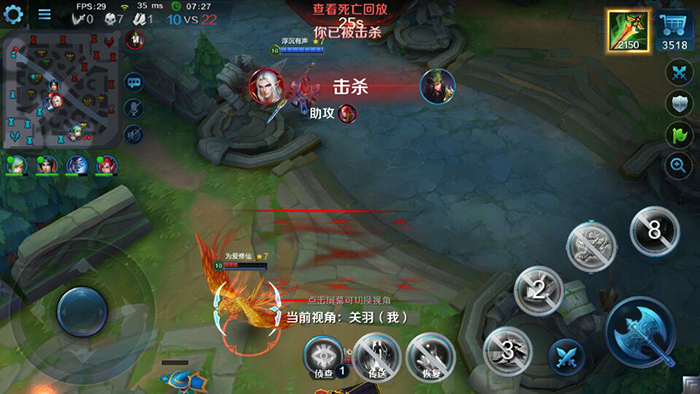 FPS:29 35 ms 07:27
0 7 1 10 VS 22
查看死亡回放
25s
你已被击杀
2150
3518
浮沉有声 7
10
击杀
助攻
为爱修仙 7
10
点击屏幕可切换视角
当前视角：关羽（我）
8
2
3
1
侦查 传送 恢复